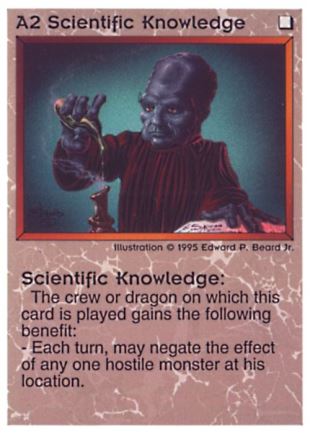 A2 Scientific Knowledge
Illustration © 1995 Edward P. Beard Jr.
Scientific Knowledge:
The crew or dragon on which this
card is played gains the following
benefit:
- Each turn, may negate the effect
of any one hostile monster at his
location.